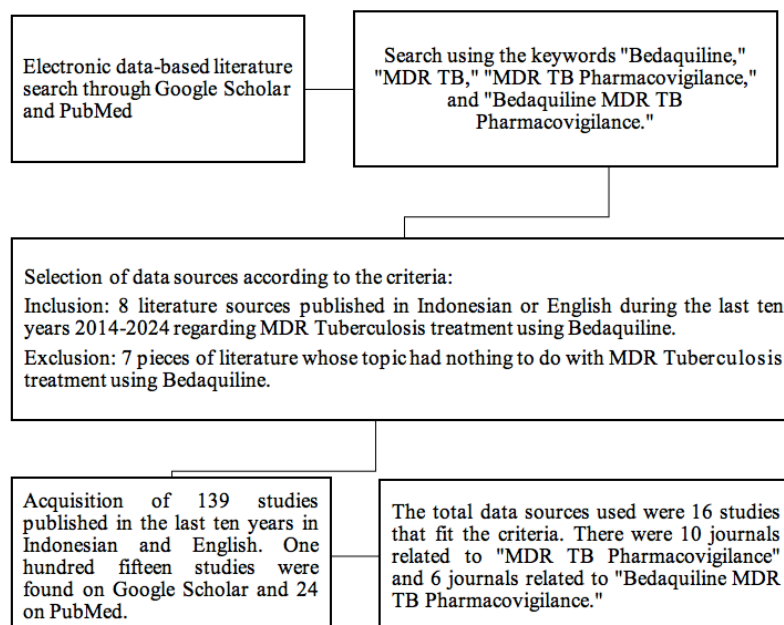 Electronic data-based literature
search through Google Scholar
and PubMed
Search using the keywords "Bedaquiline,"
"MDR TB," "MDR TB Pharmacovigilance,"
and "Bedaquiline MDR TB
Pharmacovigilance."
Selection of data sources according to the criteria:
Inclusion: 8 literature sources published in Indonesian or English during the last ten
years 2014-2024 regarding MDR Tuberculosis treatment using Bedaquiline.
Exclusion: 7 pieces of literature whose topic had nothing to do with MDR Tuberculosis
treatment using Bedaquiline.
Acquisition of 139 studies
published in the last ten years in
Indonesian and English. One
hundred fifteen studies were
found on Google Scholar and 24
on PubMed.
The total data sources used were 16 studies
that fit the criteria. There were 10 journals
related to "MDR TB Pharmacovigilance"
and 6 journals related to "Bedaquiline MDR
TB Pharmacovigilance."